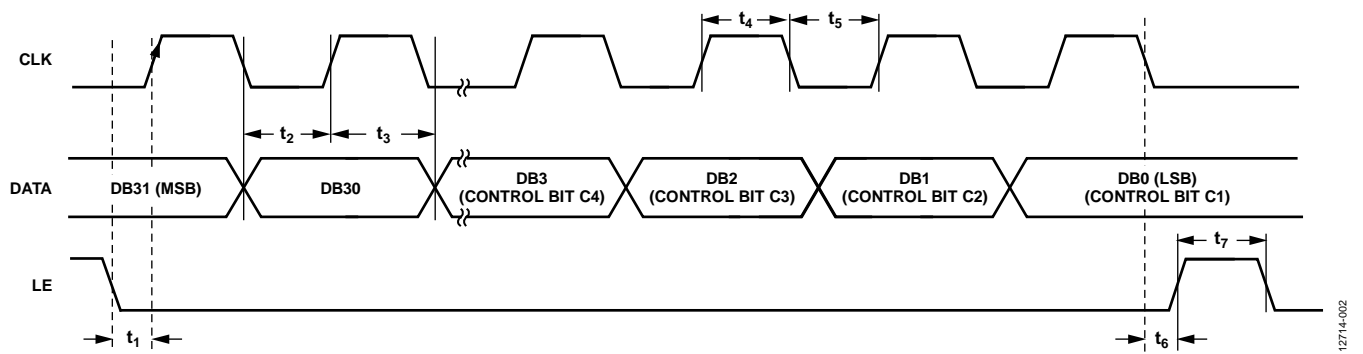 t4
t5
CLK
t2
t3
DATA
DB31 (MSB)
DB30
DB3
(CONTROL BIT C4)
DB2
(CONTROL BIT C3)
DB1
(CONTROL BIT C2)
DB0 (LSB)
(CONTROL BIT C1)
t7
LE
t1
t6
12714-002